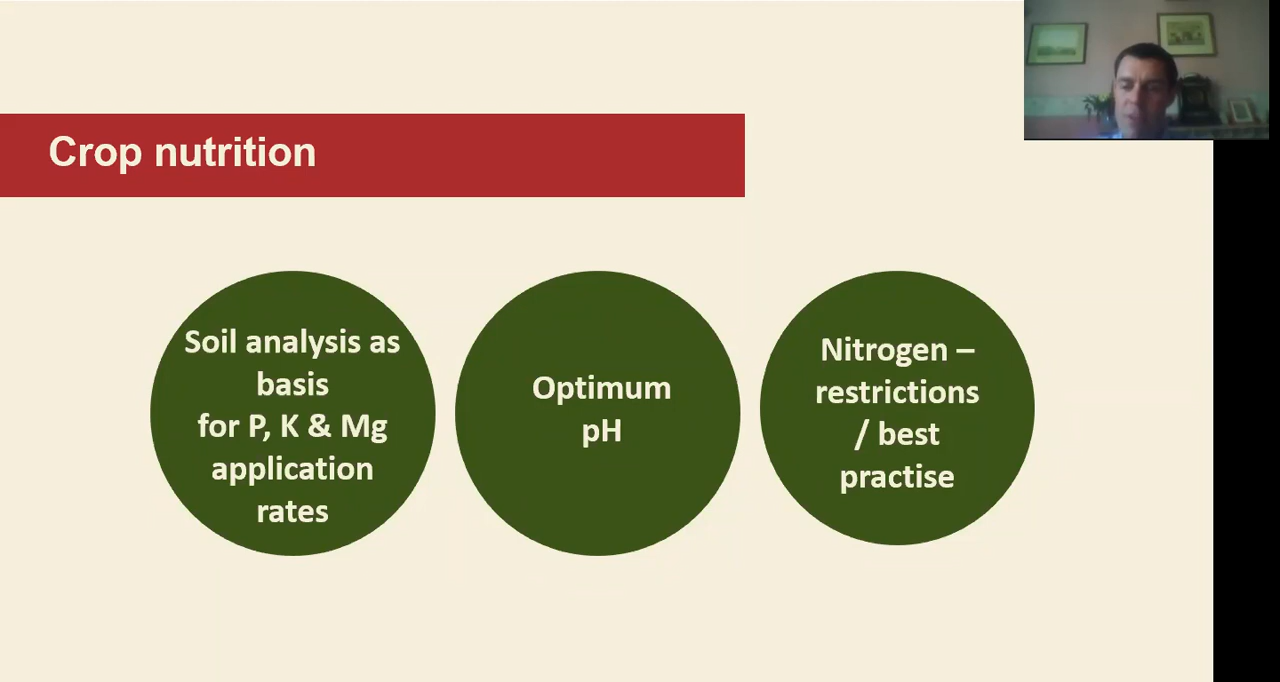 Crop nutrition
Soil analysis as
basis
for P, K & Mg
application
rates
Optimum
pH
Nitrogen –
restrictions
/ best
practise